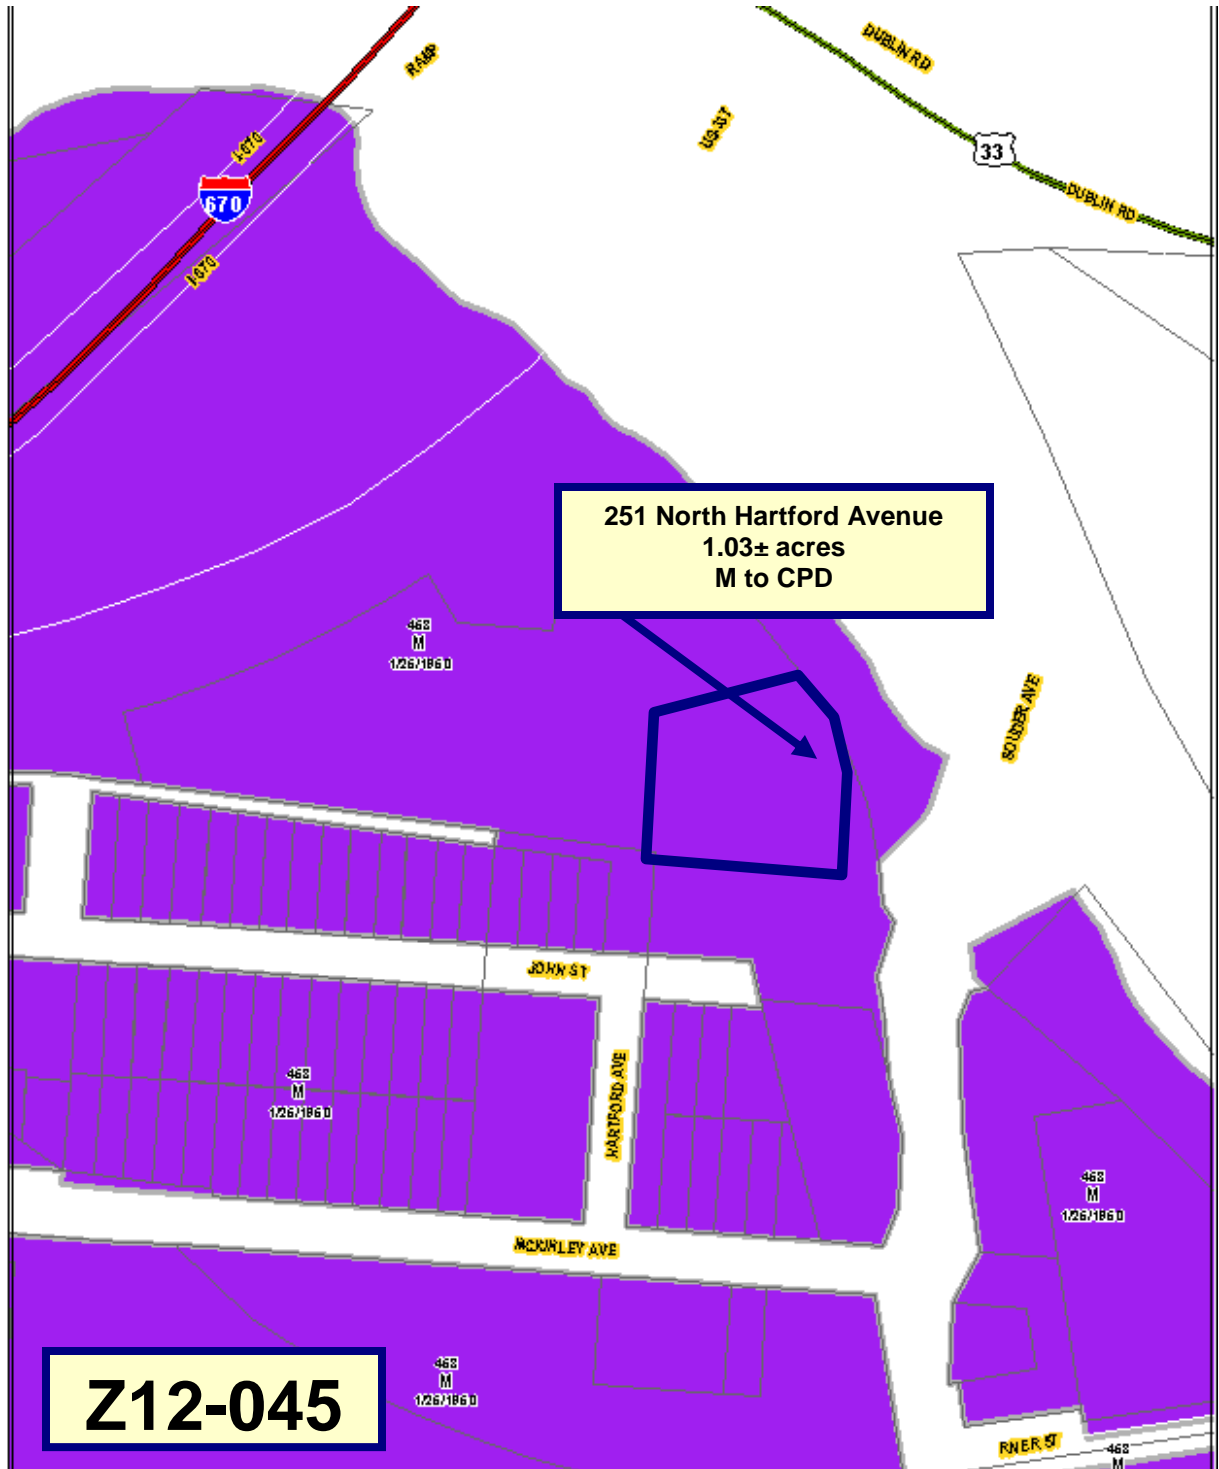 RAMP
DUBLIN RD
US-33
I-670
33
670
DUBLIN RD
I-670
251 North Hartford Avenue
1.03± acres
M to CPD
468
M
1/26/1960
SOUDER AVE
JOHN ST
468
M
1/26/1960
HARTFORD AVE
468
M
1/26/1960
MCKINLEY AVE
Z12-045
468
M
1/26/1960
RNER ST
468
M